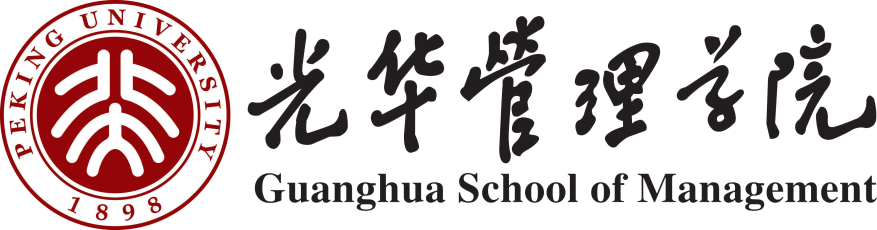 PEKING UNIVERSITY
1898
光华管理学院
Guanghua School of Management